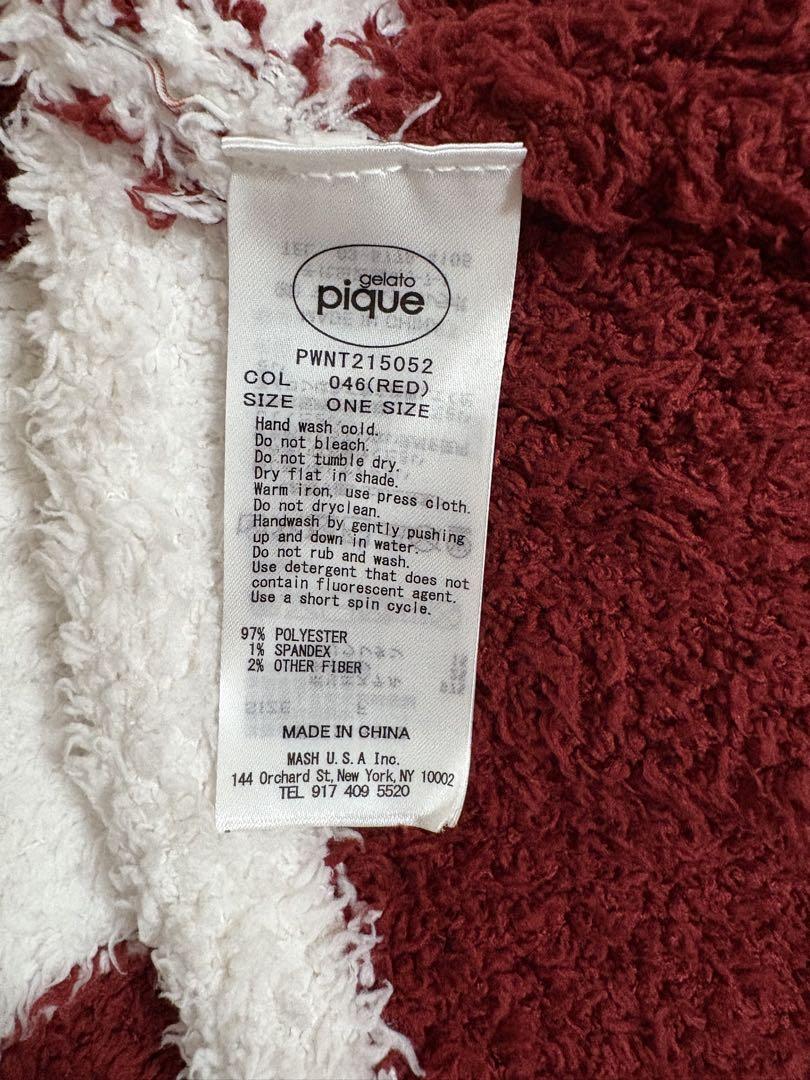 gelato
pique
PWNT215052
COL 046(RED)
SIZE ONE SIZE
Hand wash cold.
Do not bleach.
Do not tumble dry.
Dry flat in shade.
Warm iron, use press cloth.
Do not dryclean.
Handwash by gently pushing
up and down in water.
Do not rub and wash.
Use detergent that does not
contain fluorescent agent.
Use a short spin cycle.
97% POLYESTER
1% SPANDEX
2% OTHER FIBER
MADE IN CHINA
MASH U.S.A Inc.
144 Orchard St, New York, NY 10002
TEL 917 409 5520